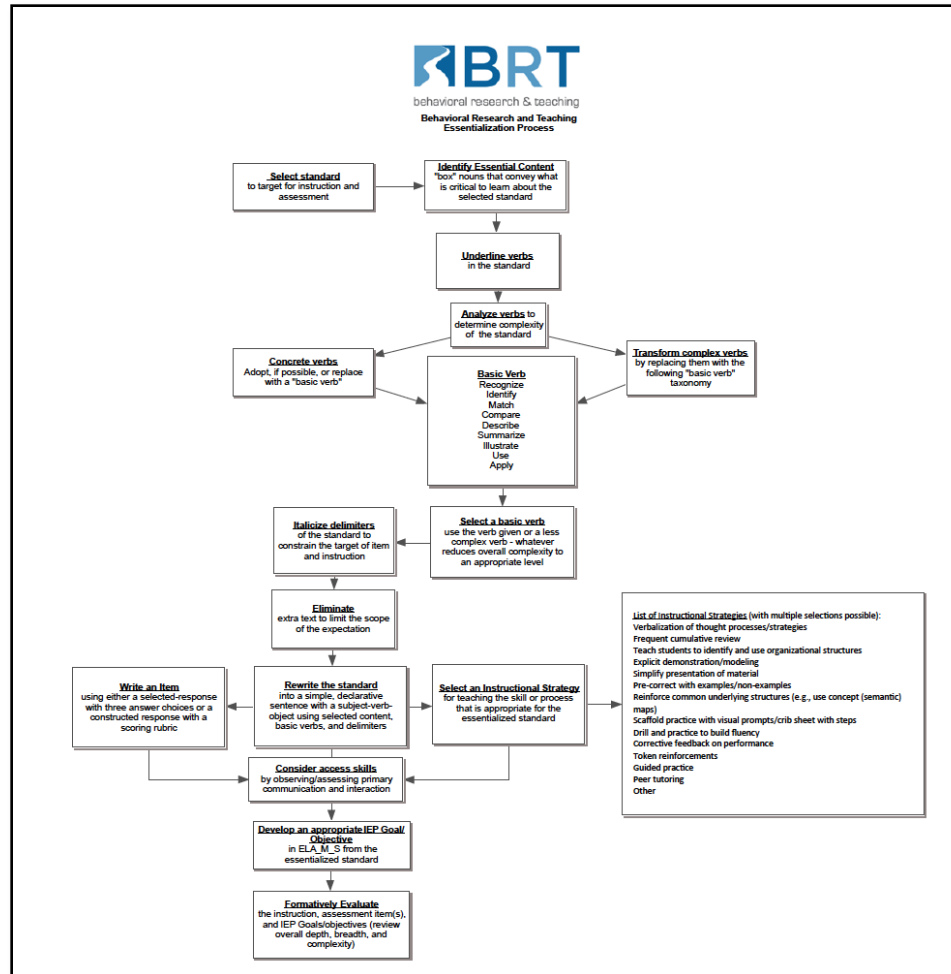 BRT
behavioral research & teaching
Behavioral Research and Teaching
Essentialization Process
Select standard
to target for instruction and
assessment
Identify Essential Content
"box" nouns that convey what
is critical to learn about the
selected standard
Underline verbs
in the standard
Analyze verbs to
determine complexity
of the standard
Concrete verbs
Adopt, if possible, or replace
with a "basic verb"
Basic Verb
Recognize
Identify
Match
Compare
Describe
Summarize
Illustrate
Use
Apply
Transform complex verbs
by replacing them with the
following "basic verb"
taxonomy
Select a basic verb
use the verb given or a less
complex verb - whatever
reduces overall complexity to
an appropriate level
Italicize delimiters
of the standard to
constrain the target of item
and instruction
Eliminate
extra text to limit the scope
of the expectation
Rewrite the standard
into a simple, declarative
sentence with a subject-verb-
object using selected content,
basic verbs, and delimiters
Write an Item
using either a selected-response
with three answer choices or a
constructed response with a
scoring rubric
Select an Instructional Strategy
for teaching the skill or process
that is appropriate for the
essentialized standard
List of Instructional Strategies (with multiple selections possible):
Verbalization of thought processes/strategies
Frequent cumulative review
Teach students to identify and use organizational structures
Explicit demonstration/modeling
Simplify presentation of material
Pre-correct with examples/non-examples
Reinforce common underlying structures (e.g., use concept (semantic)
maps)
Scaffold practice with visual prompts/crib sheet with steps
Drill and practice to build fluency
Corrective feedback on performance
Token reinforcements
Guided practice
Peer tutoring
Other
Consider access skills
by observing/assessing primary
communication and interaction
Develop an appropriate IEP Goal/
Objective
in ELA_M_S from the
essentialized standard
Formatively Evaluate
the instruction, assessment item(s),
and IEP Goals/objectives (review
overall depth, breadth, and
complexity)